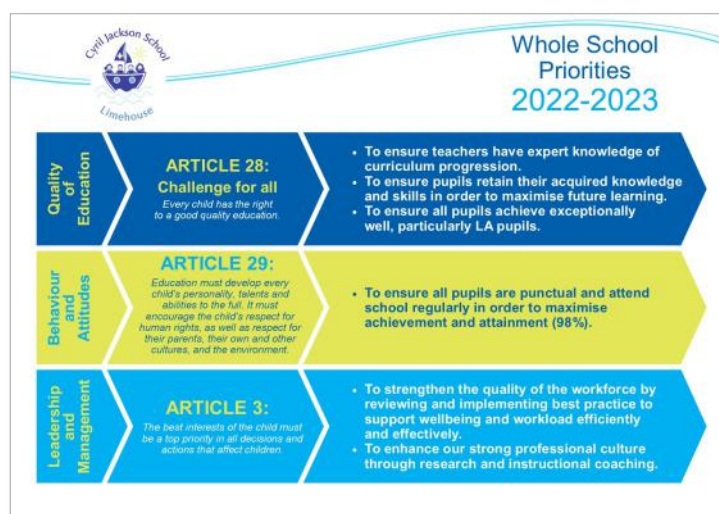 Cyril Jackson School
Limehouse
Whole School
Priorities
2022-2023
Quality
of
Education
ARTICLE 28:
Challenge for all
Every child has the right
to a good quality education.
• To ensure teachers have expert knowledge of
curriculum progression.
• To ensure pupils retain their acquired knowledge
and skills in order to maximise future learning.
• To ensure all pupils achieve exceptionally
well, particularly LA pupils.
Behaviour
and
Attitudes
ARTICLE 29:
Education must develop every
child's personality, talents and
abilities to the full. It must
encourage the child's respect for
human rights, as well as respect for
their parents, their own and other
cultures, and the environment.
• To ensure all pupils are punctual and attend
school regularly in order to maximise
achievement and attainment (98%).
Leadership
and
Management
ARTICLE 3:
The best interests of the child must
be a top priority in all decisions and
actions that affect children.
• To strengthen the quality of the workforce by
reviewing and implementing best practice to
support wellbeing and workload efficiently
and effectively.
• To enhance our strong professional culture
through research and instructional coaching.